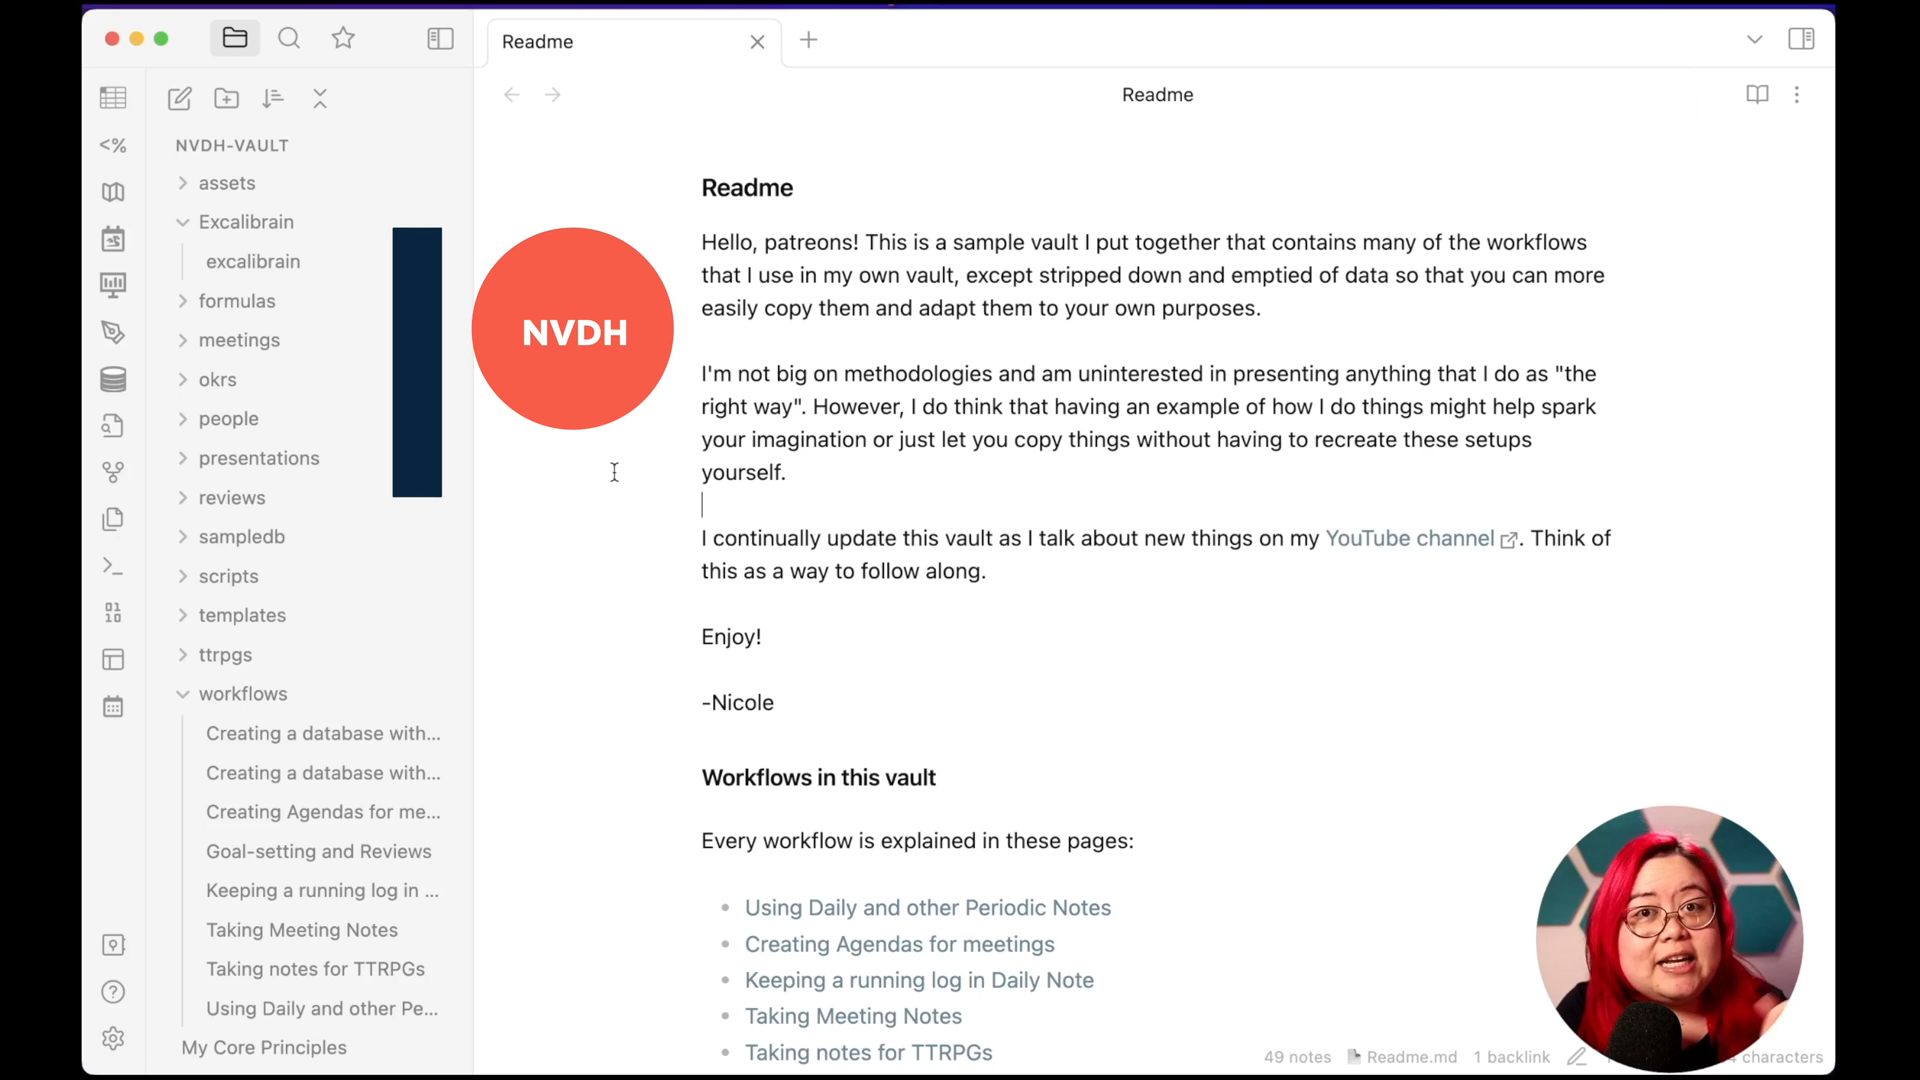 Readme
Readme
NVDH-VAULT
assets
Excalibrain
excalibrain
formulas
meetings
okrs
people
presentations
reviews
sampledb
scripts
templates
ttrpgs
workflows
Creating a database with...
Creating a database with...
Creating Agendas for me...
Goal-setting and Reviews
Keeping a running log in ...
Taking Meeting Notes
Taking notes for TTRPGs
Using Daily and other Pe...
My Core Principles
NVDH
Readme
Hello, patreons! This is a sample vault I put together that contains many of the workflows
that I use in my own vault, except stripped down and emptied of data so that you can more
easily copy them and adapt them to your own purposes.
I'm not big on methodologies and am uninterested in presenting anything that I do as "the
right way". However, I do think that having an example of how I do things might help spark
your imagination or just let you copy things without having to recreate these setups
yourself.
I continually update this vault as I talk about new things on my YouTube channel. Think of
this as a way to follow along.
Enjoy!
-Nicole
Workflows in this vault
Every workflow is explained in these pages:
• Using Daily and other Periodic Notes
• Creating Agendas for meetings
• Keeping a running log in Daily Note
• Taking Meeting Notes
• Taking notes for TTRPGs
49 notes Readme.md 1 backlink characters